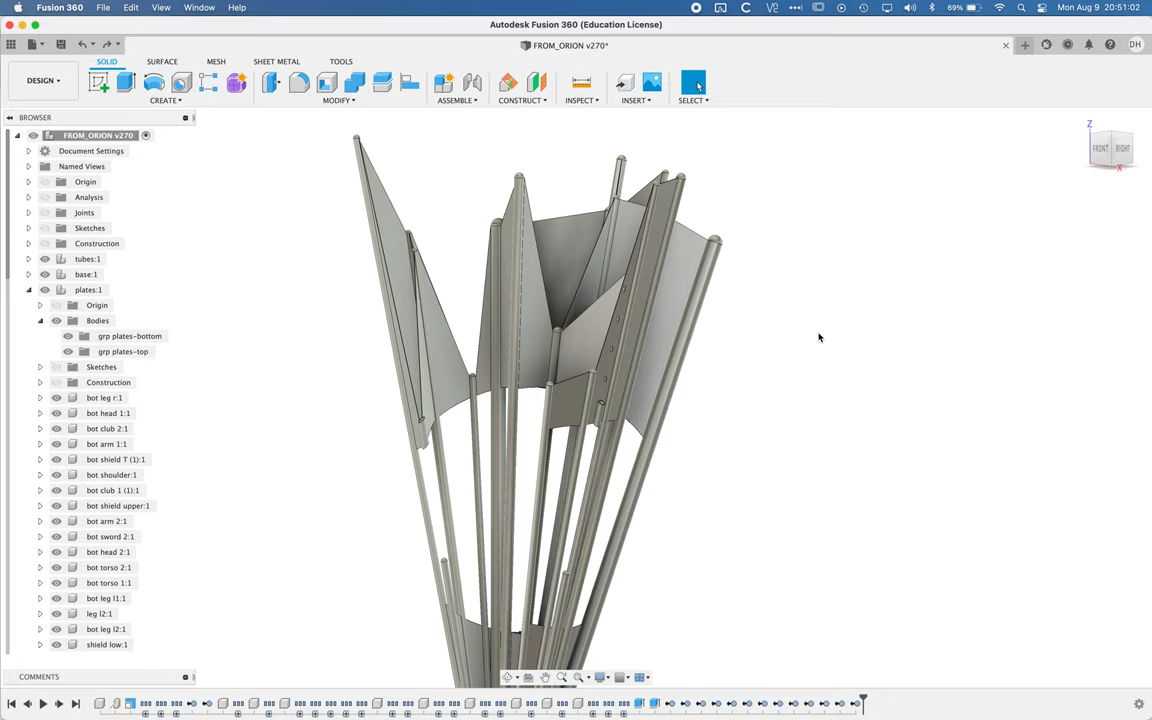 Fusion 360 File Edit View Window Help 69% Mon Aug 9 20:51:02
Autodesk Fusion 360 (Education License)
FROM_ORION v270* DH
SOLID SURFACE MESH SHEET METAL TOOLS
DESIGN
CREATE MODIFY ASSEMBLE CONSTRUCT INSPECT INSERT SELECT
BROWSER
FROM_ORION v270
Document Settings
Named Views
Origin
Analysis
Joints
Sketches
Construction
tubes:1
base:1
plates:1
Origin
Bodies
grp plates-bottom
grp plates-top
Sketches
Construction
bot leg r:1
bot head 1:1
bot club 2:1
bot arm 1:1
bot shield T (1):1
bot shoulder:1
bot club 1 (1):1
bot shield upper:1
bot arm 2:1
bot sword 2:1
bot head 2:1
bot torso 2:1
bot torso 1:1
bot leg l1:1
leg l2:1
bot leg l2:1
shield low:1
COMMENTS
Z
FRONT RIGHT
X